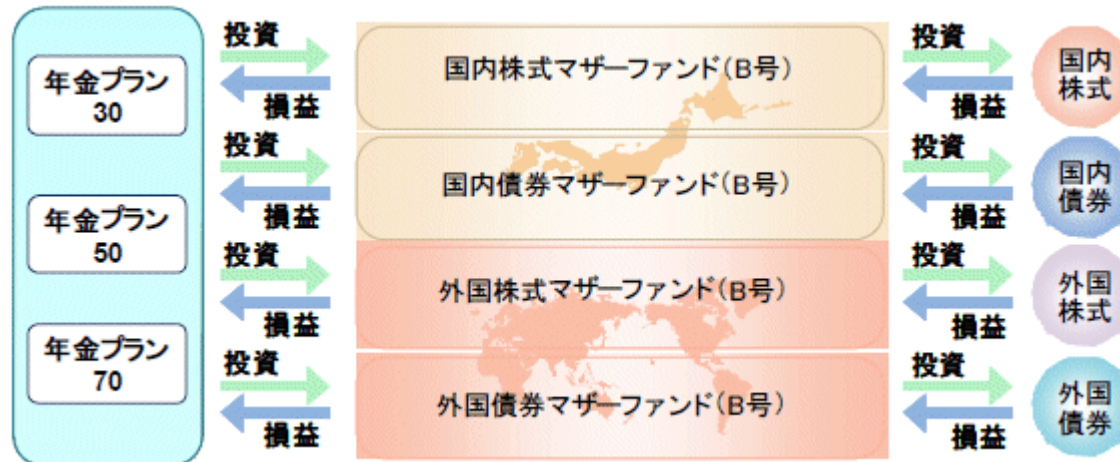 年金プラン
30
年金プラン
50
年金プラン
70
投資
損益
投資
損益
投資
損益
投資
損益
国内株式マザーファンド(B号)
国内債券マザーファンド(B号)
外国株式マザーファンド(B号)
外国債券マザーファンド(B号)
投資
損益
投資
損益
投資
損益
投資
損益
国内
株式
国内
債券
外国
株式
外国
債券